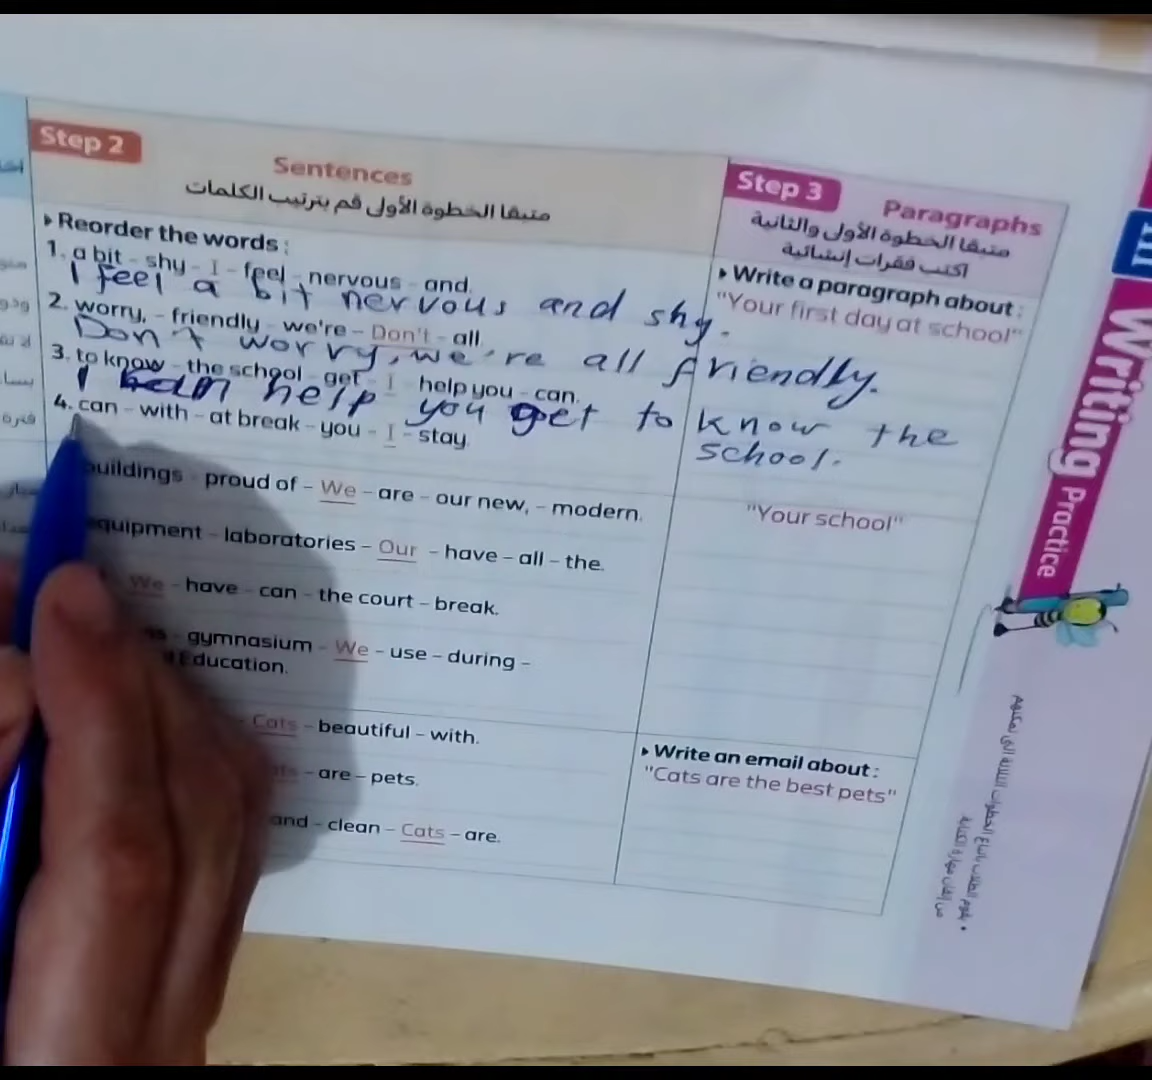 Step 2
Sentences
متبعًا الخطوة الأولى قم بترتيب الكلمات
Reorder the words :
1. a bit - shy - I - feel - nervous - and.
I feel a bit nervous and shy.
2. worry, - friendly - we're - Don't - all.
Don't worry, we're all friendly.
3. to know - the school - get - I - help you - can.
I can help you get to know the
school.
4. can - with - at break - you - I - stay.
buildings - proud of - We - are - our new, - modern.
equipment - laboratories - Our - have - all - the.
We - have - can - the court - break.
gymnasium - We - use - during -
Education.
Cats - beautiful - with.
- are - pets.
and - clean - Cats - are.
Step 3
Paragraphs
متبعًا الخطوة الأولى والثانية
اكتب فقرات إنشائية
Write a paragraph about :
"Your first day at school"
"Your school"
Write an email about :
"Cats are the best pets"
Writing Practice